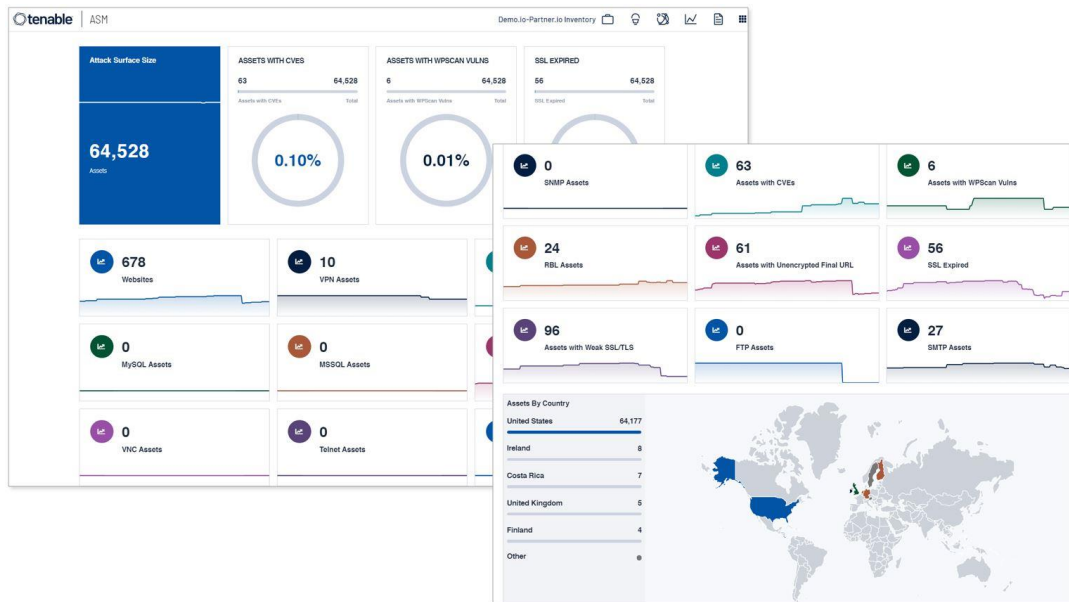 tenable ASM
Demo.io-Partner.io Inventory
Attack Surface Size
64,528
Assets
ASSETS WITH CVES
63 64,528
Assets with CVEs Total
0.10%
ASSETS WITH WPSCAN VULNS
6 64,528
Assets with WPScan Vulns Total
0.01%
SSL EXPIRED
56 64,528
SSL Expired Total
678
Websites
10
VPN Assets
0
MySQL Assets
0
MSSQL Assets
0
VNC Assets
0
Telnet Assets
0
SNMP Assets
63
Assets with CVEs
6
Assets with WPScan Vulns
24
RBL Assets
61
Assets with Unencrypted Final URL
56
SSL Expired
96
Assets with Weak SSL/TLS
0
FTP Assets
27
SMTP Assets
Assets By Country
United States 64,177
Ireland 8
Costa Rica 7
United Kingdom 5
Finland 4
Other